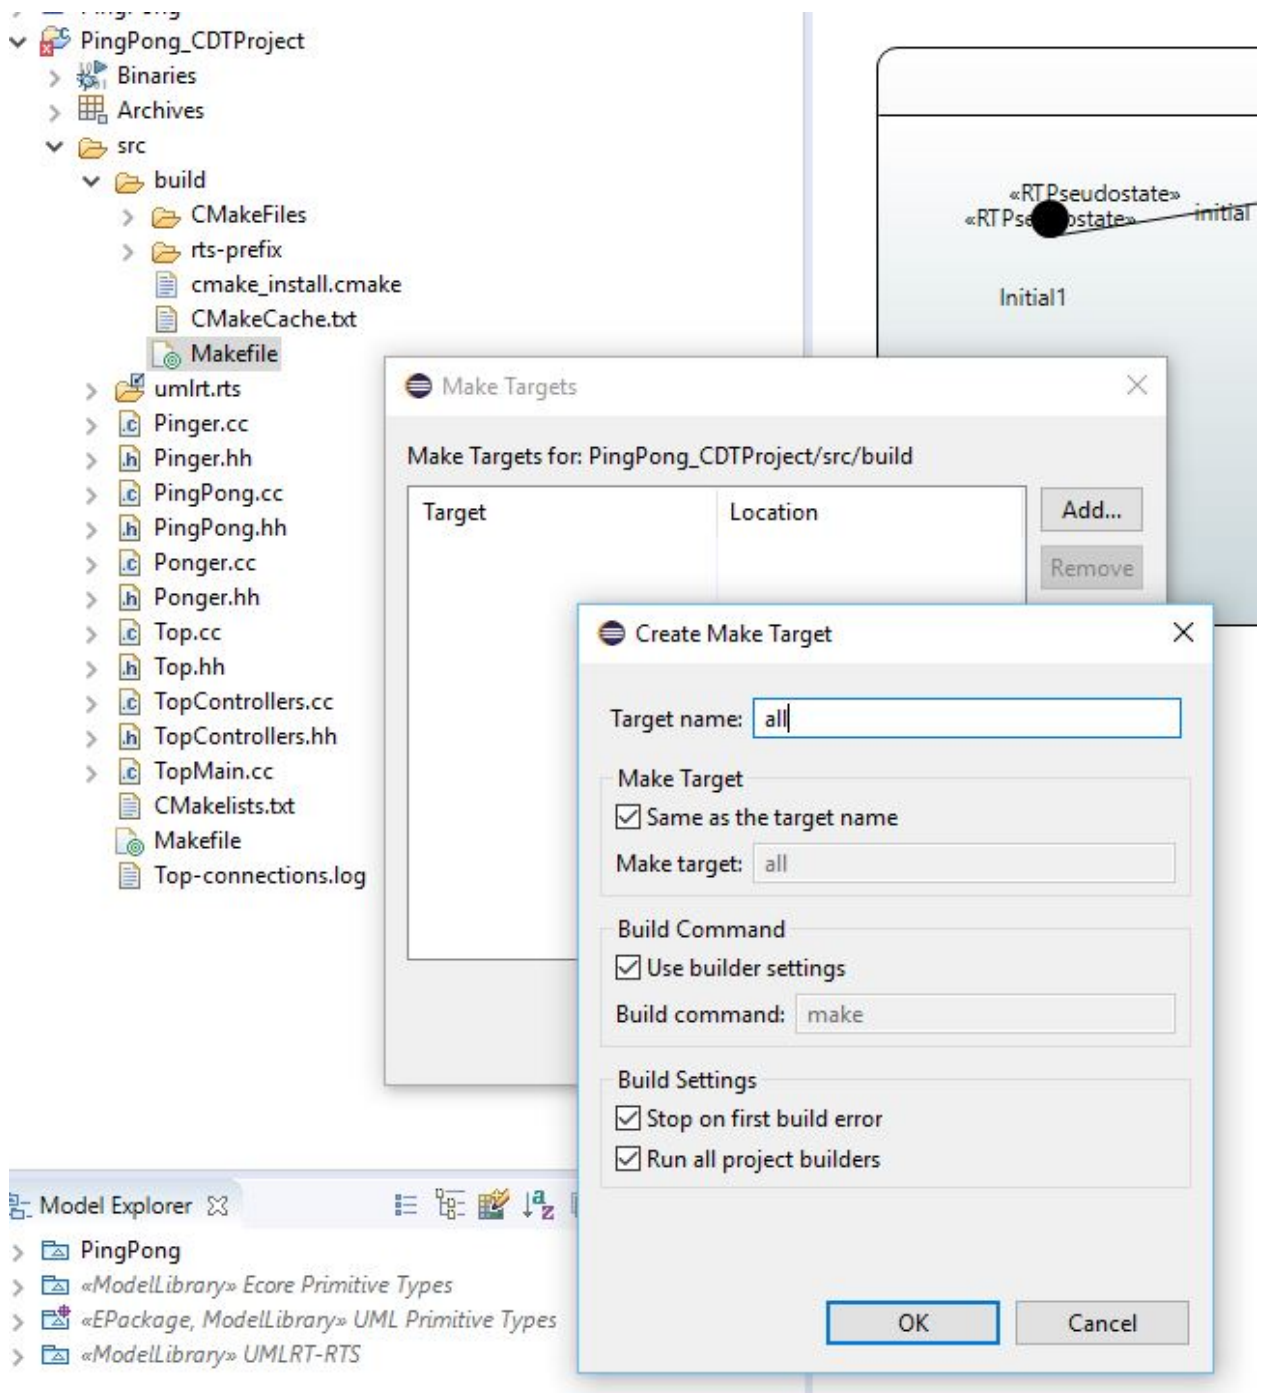 PingPong
PingPong_CDTProject
Binaries
Archives
src
build
CMakeFiles
rts-prefix
cmake_install.cmake
CMakeCache.txt
Makefile
umlrt.rts
Pinger.cc
Pinger.hh
PingPong.cc
PingPong.hh
Ponger.cc
Ponger.hh
Top.cc
Top.hh
TopControllers.cc
TopControllers.hh
TopMain.cc
CMakelists.txt
Makefile
Top-connections.log
«RTPseudostate»
«RTPseudostate»
initial
Initial1
Make Targets
Make Targets for: PingPong_CDTProject/src/build
Target Location
Add...
Remove
Create Make Target
Target name: all
Make Target
Same as the target name
Make target: all
Build Command
Use builder settings
Build command: make
Build Settings
Stop on first build error
Run all project builders
OK Cancel
Model Explorer
PingPong
«ModelLibrary» Ecore Primitive Types
«EPackage, ModelLibrary» UML Primitive Types
«ModelLibrary» UMLRT-RTS